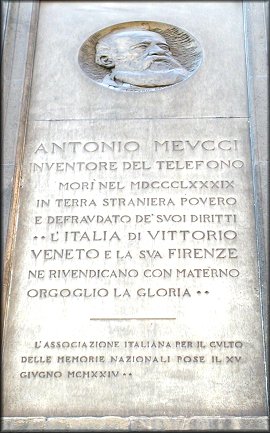 ANTONIO MEVCCI
INVENTORE DEL TELEFONO
MORÍ NEL MDCCCLXXXIX
IN TERRA STRANIERA POVERO
E DEFRAVDATO DE' SVOI DIRITTI
•• L'ITALIA DI VITTORIO
VENETO E LA SVA FIRENZE
NE RIVENDICANO CON MATERNO
ORGOGLIO LA GLORIA ••
L'ASSOCIAZIONE ITALIANA PER IL CVLTO
DELLE MEMORIE NAZIONALI POSE IL XV
GIVGNO MCMXXIV ••